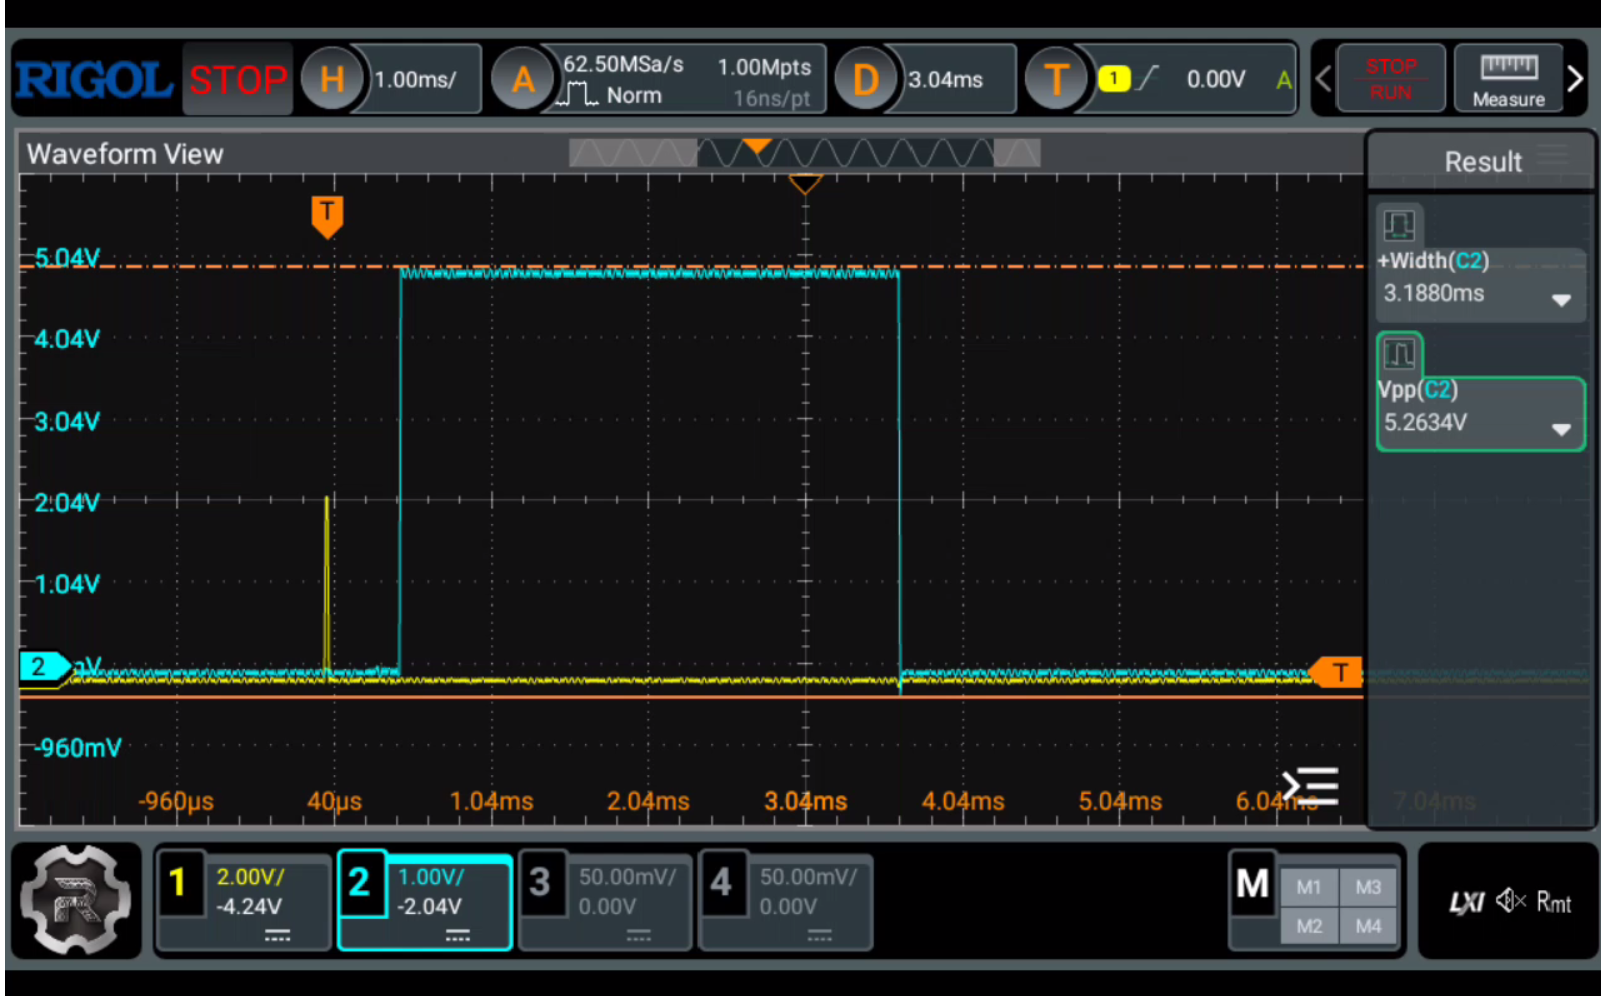 RIGOL STOP H 1.00ms/ A 62.50MSa/s 1.00Mpts D 3.04ms T 1 0.00V A STOP
Norm 16ns/pt RUN Measure
Waveform View Result
T
5.04V
+Width(C2)
3.1880ms
4.04V
Vpp(C2)
3.04V 5.2634V
2.04V
1.04V
2 T
-960mV
-960µs 40µs 1.04ms 2.04ms 3.04ms 4.04ms 5.04ms 6.04ms 7.04ms
1 2.00V/ 2 1.00V/ 3 50.00mV/ 4 50.00mV/ M M1 M3
-4.24V -2.04V 0.00V 0.00V M2 M4
R LXI Rmt